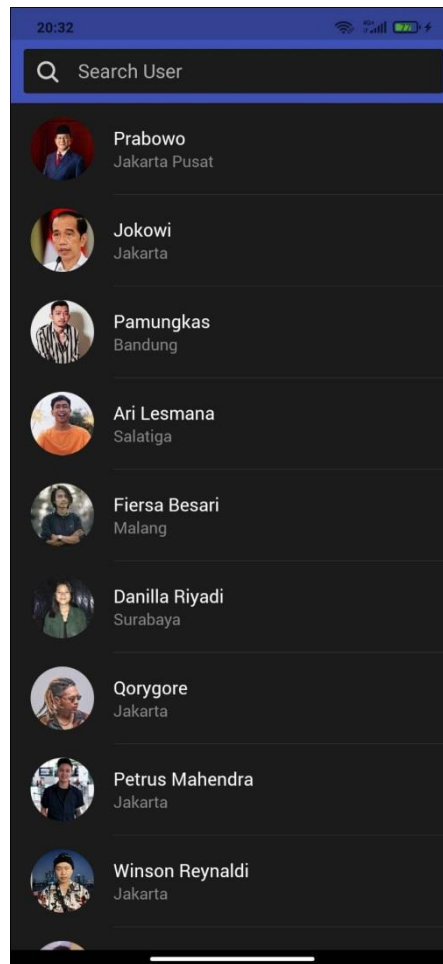 20:32
77
Search User
Prabowo
Jakarta Pusat
Jokowi
Jakarta
Pamungkas
Bandung
Ari Lesmana
Salatiga
Fiersa Besari
Malang
Danilla Riyadi
Surabaya
Qorygore
Jakarta
Petrus Mahendra
Jakarta
Winson Reynaldi
Jakarta